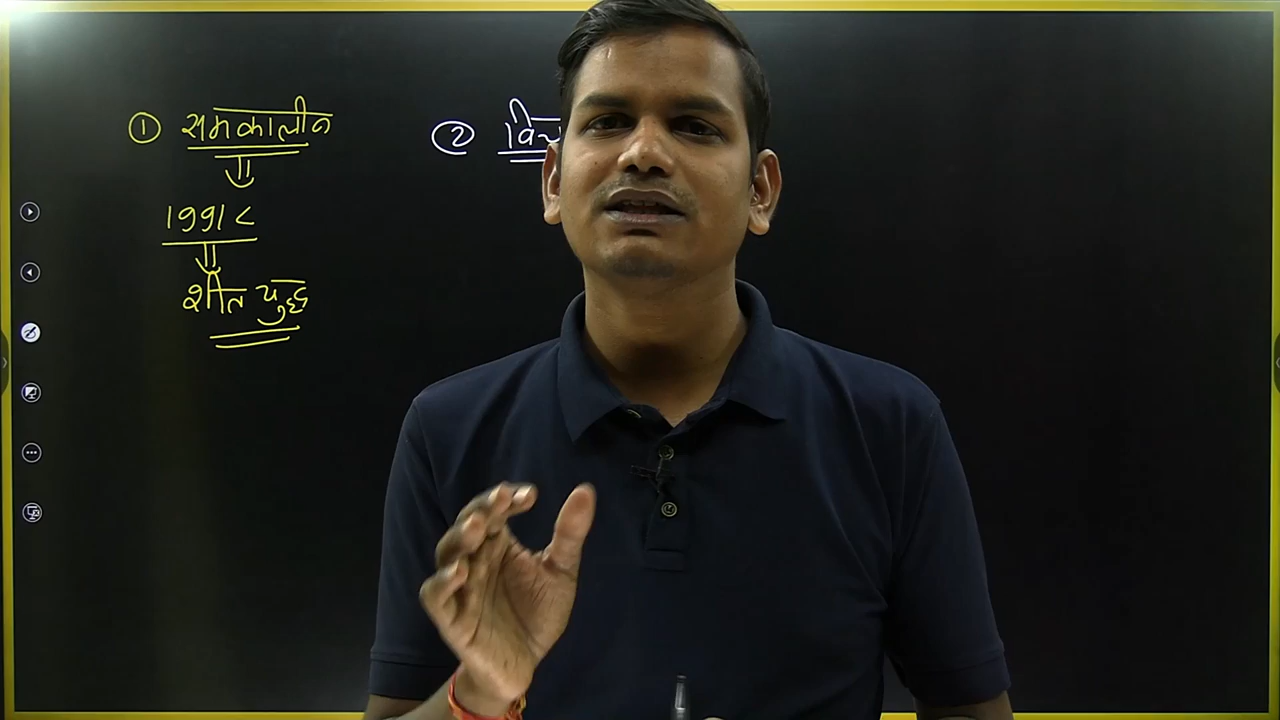 ① समकालीन
1991 <
शीत युद्ध
②